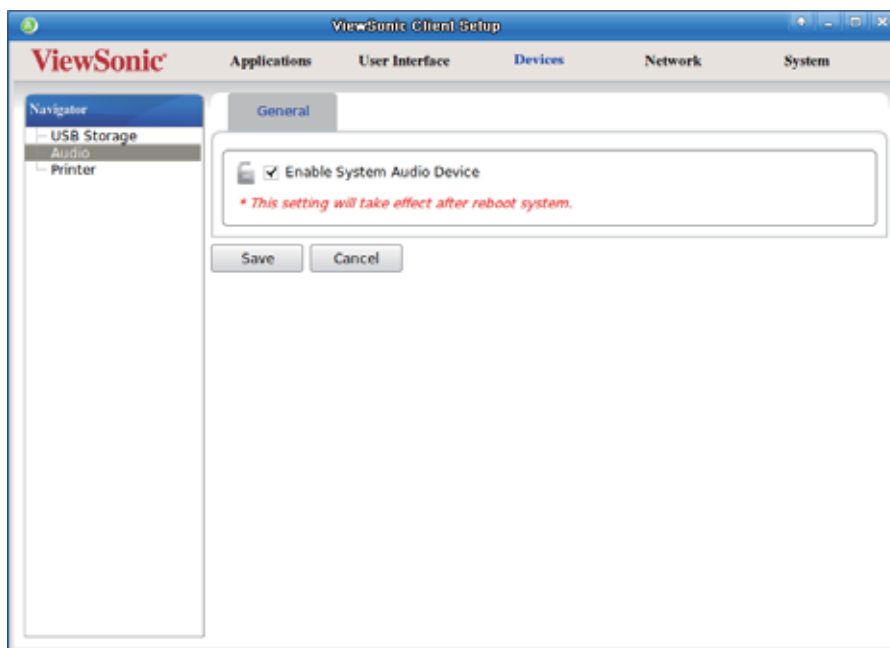 ViewSonic Client Setup
ViewSonic
Applications User Interface Devices Network System
Navigator
USB Storage
Audio
Printer
General
Enable System Audio Device
* This setting will take effect after reboot system.
Save Cancel